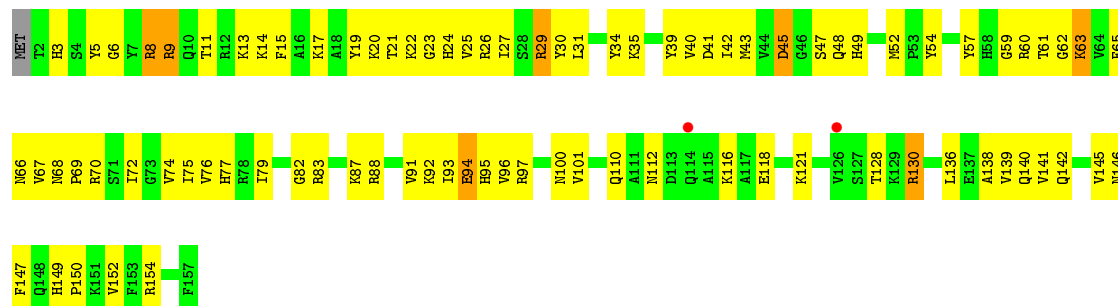 MET T2 H3 S4 Y5 G6 Y7 R8 R9 Q10 T11 R12 K13 K14 F15 A16 K17 A18 Y19 K20 T21 K22 G23 H24 V25 R26 I27 S28 R29 Y30 L31 Y34 K35 Y39 V40 D41 I42 M43 V44 D45 G46 S47 Q48 H49 M52 P53 Y54 Y57 H58 G59 R60 T61 G62 K63 V64
N66 V67 N68 P69 R70 S71 I72 G73 V74 I75 V76 H77 R78 I79 G82 R83 K87 R88 V91 K92 I93 E94 H95 V96 R97 N100 V101 Q110 A111 N112 D113 Q114 A115 K116 A117 E118 K121 V126 S127 T128 K129 R130 L136 E137 A138 V139 Q140 V141 Q142 V145 N146
F147 Q148 H149 P150 K151 V152 F153 R154 F157